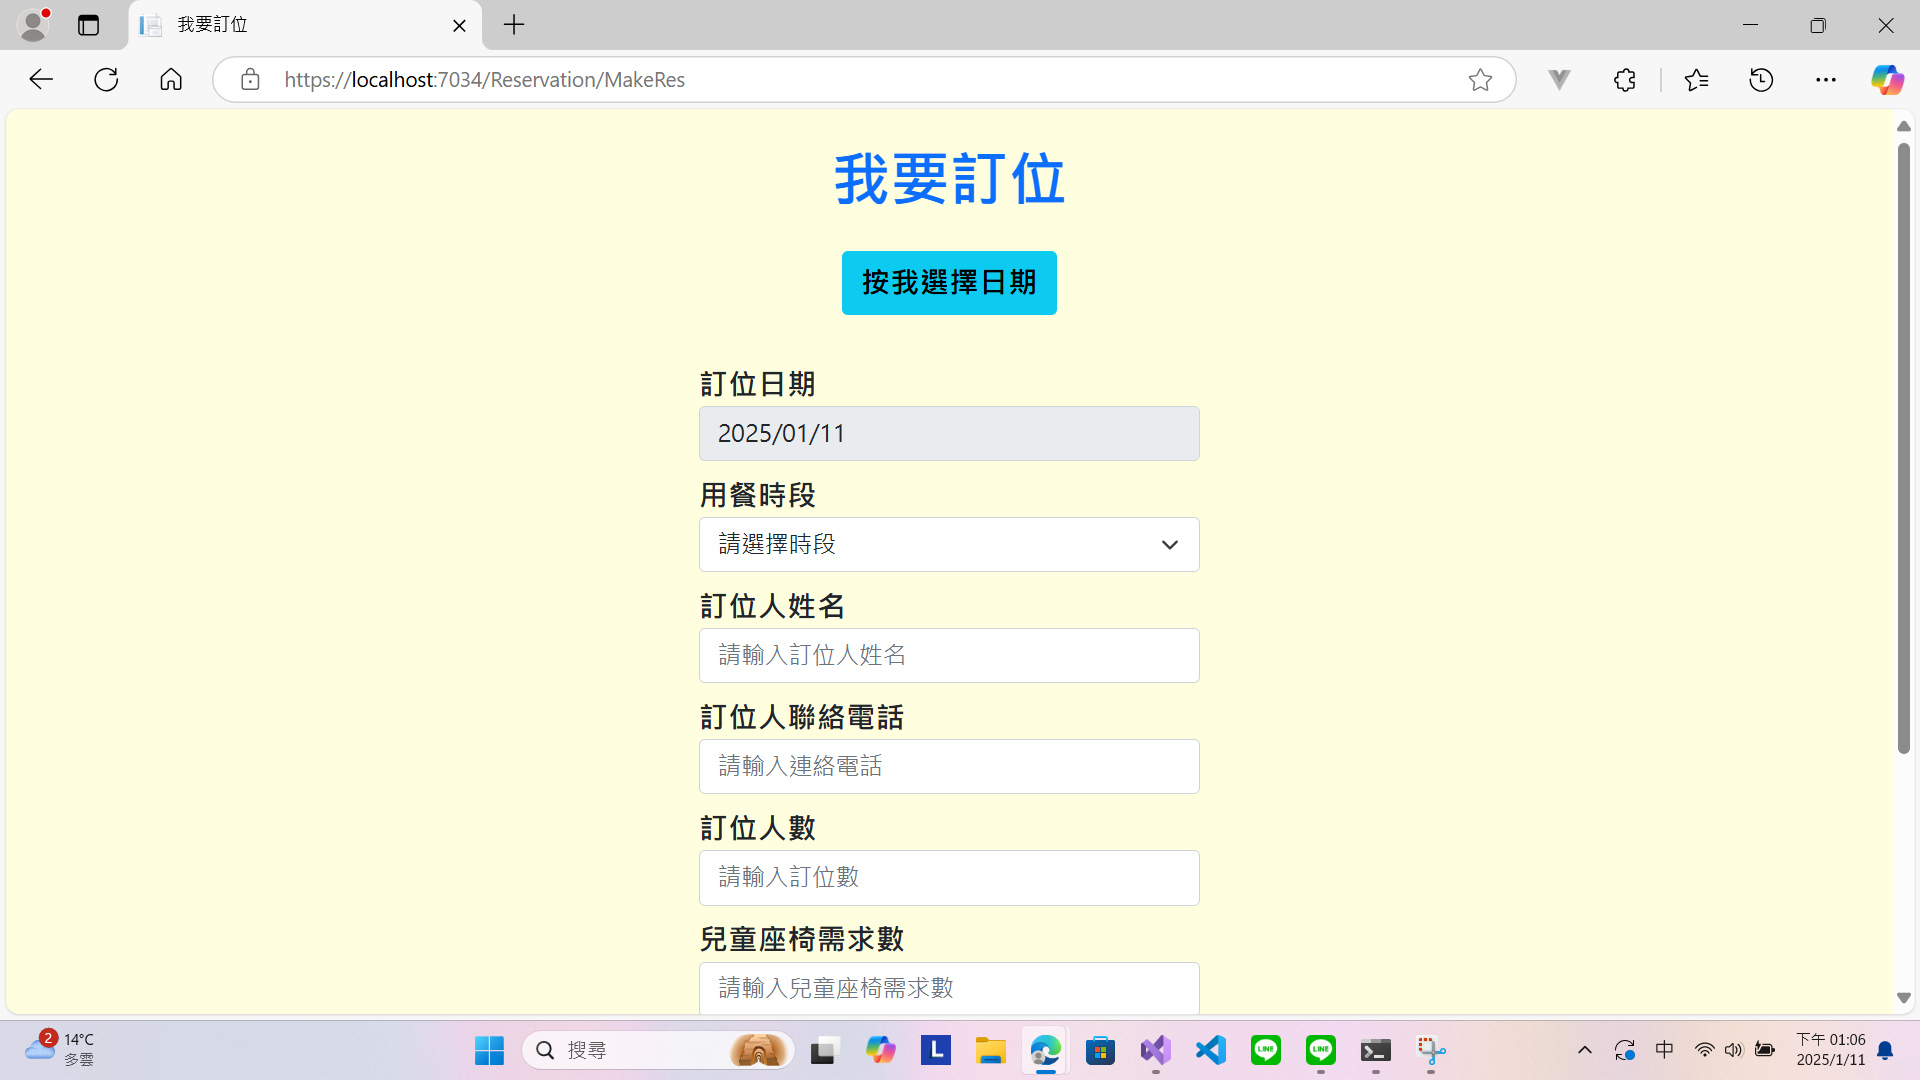 我要訂位
https://localhost:7034/Reservation/MakeRes
我要訂位
按我選擇日期
訂位日期
2025/01/11
用餐時段
請選擇時段
訂位人姓名
請輸入訂位人姓名
訂位人聯絡電話
請輸入連絡電話
訂位人數
請輸入訂位數
兒童座椅需求數
請輸入兒童座椅需求數
2
14°C
多雲
搜尋
L
LINE
LINE
中
下午 01:06
2025/1/11